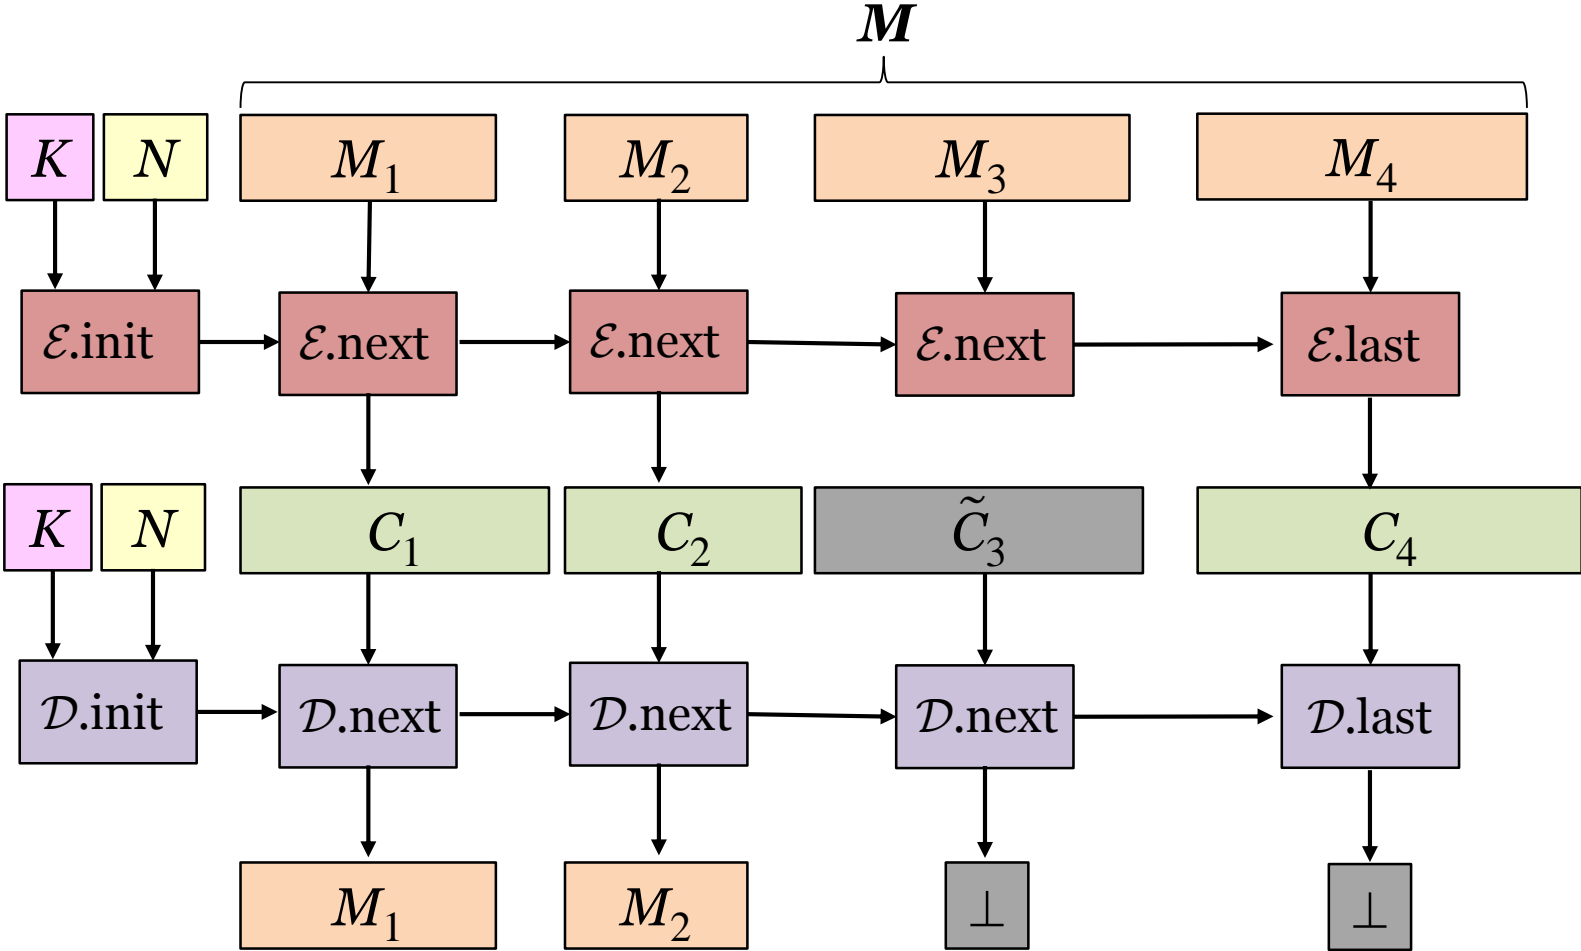 M
K N M1 M2 M3 M4
ℰ.init ℰ.next ℰ.next ℰ.next ℰ.last
K N C1 C2 C̃3 C4
𝒟.init 𝒟.next 𝒟.next 𝒟.next 𝒟.last
M1 M2 ⊥ ⊥